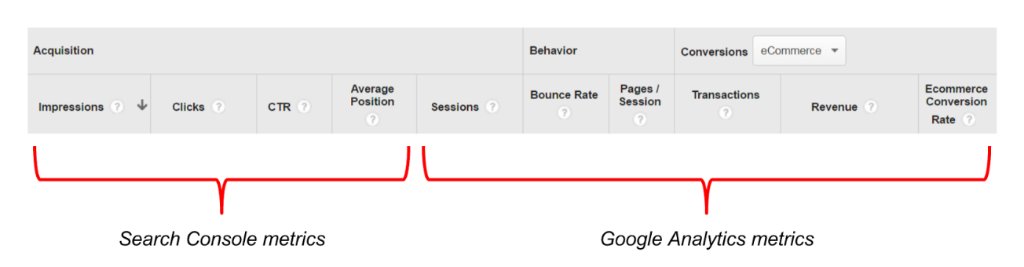 Acquisition
Behavior
Conversions eCommerce
Impressions ?
Clicks ?
CTR ?
Average
Position
?
Sessions ?
Bounce Rate
?
Pages /
Session
?
Transactions
?
Revenue ?
Ecommerce
Conversion
Rate ?
Search Console metrics
Google Analytics metrics